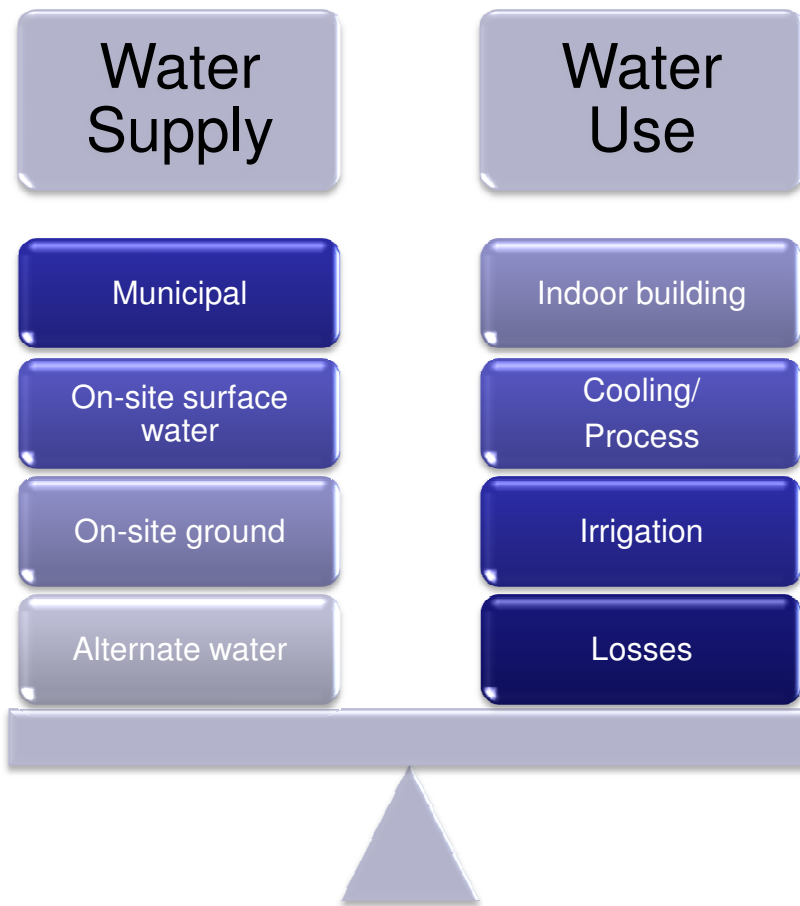 Water
Supply
Municipal
On-site surface
water
On-site ground
Alternate water
Water
Use
Indoor building
Cooling/
Process
Irrigation
Losses